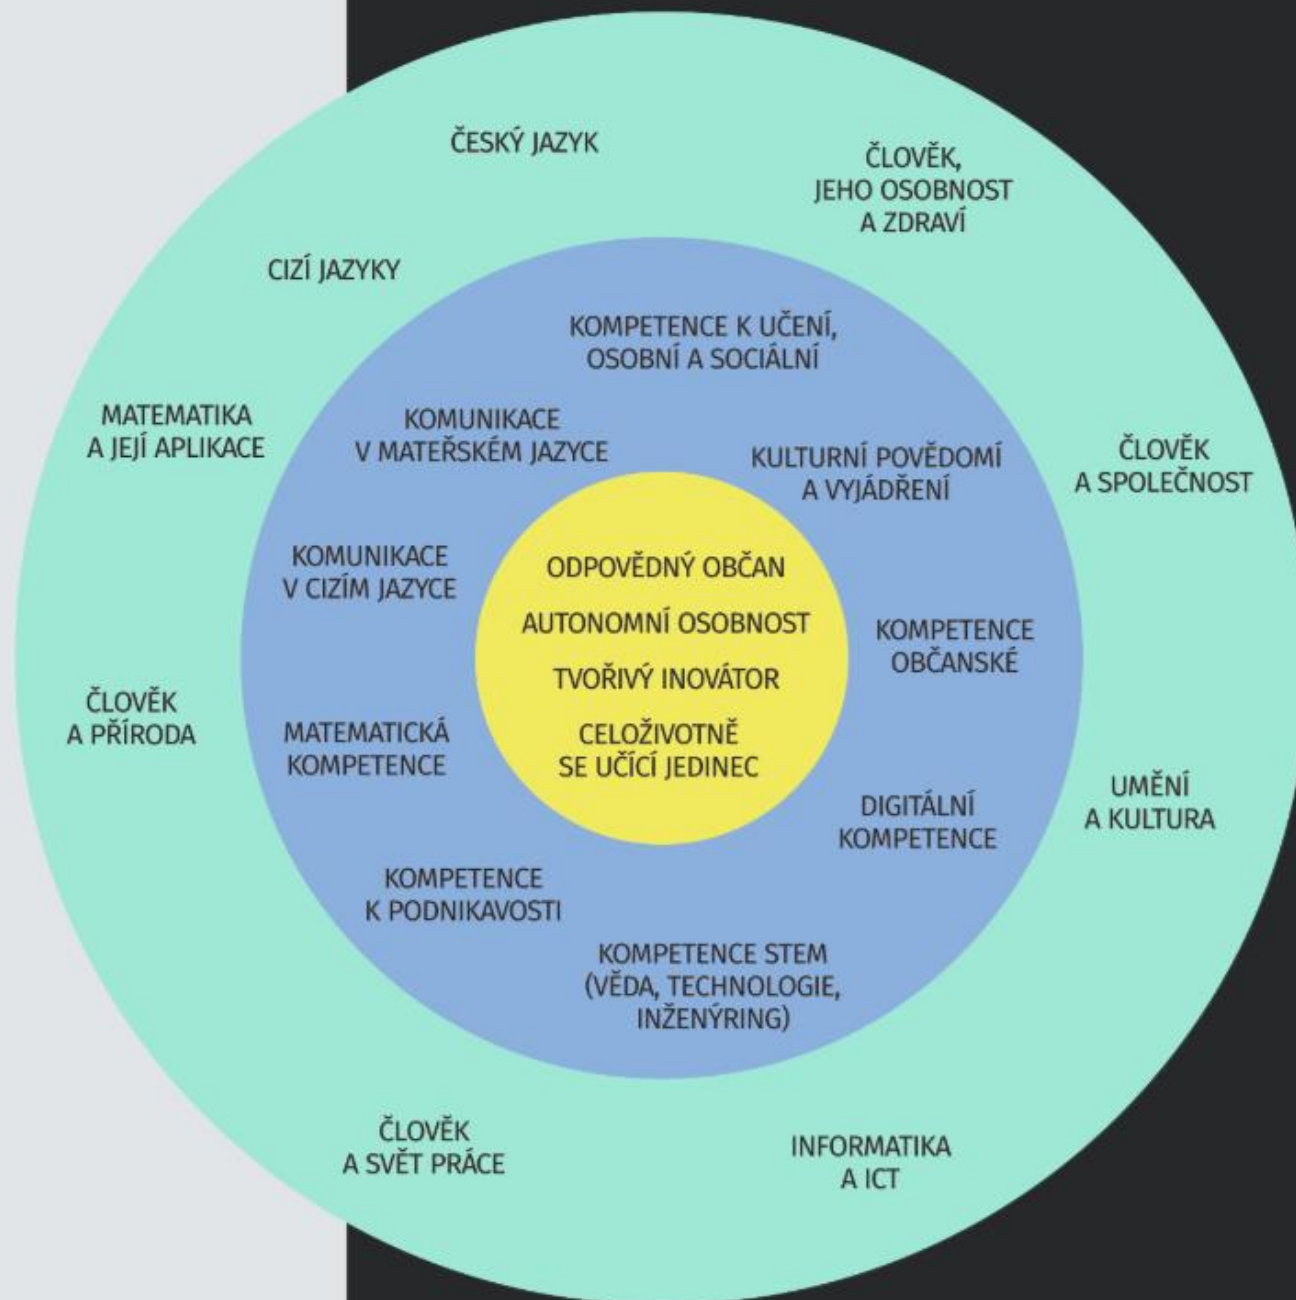 ČESKÝ JAZYK
ČLOVĚK,
JEHO OSOBNOST
A ZDRAVÍ
CIZÍ JAZYKY
KOMPETENCE K UČENÍ,
OSOBNÍ A SOCIÁLNÍ
MATEMATIKA
A JEJÍ APLIKACE
KOMUNIKACE
V MATEŘSKÉM JAZYCE
KULTURNÍ POVĚDOMÍ
A VYJÁDŘENÍ
ČLOVĚK
A SPOLEČNOST
KOMUNIKACE
V CIZÍM JAZYCE
ODPOVĚDNÝ OBČAN
AUTONOMNÍ OSOBNOST
TVOŘIVÝ INOVÁTOR
CELOŽIVOTNĚ
SE UČÍCÍ JEDINEC
KOMPETENCE
OBČANSKÉ
ČLOVĚK
A PŘÍRODA
MATEMATICKÁ
KOMPETENCE
DIGITÁLNÍ
KOMPETENCE
UMĚNÍ
A KULTURA
KOMPETENCE
K PODNIKAVOSTI
KOMPETENCE STEM
(VĚDA, TECHNOLOGIE,
INŽENÝRING)
ČLOVĚK
A SVĚT PRÁCE
INFORMATIKA
A ICT